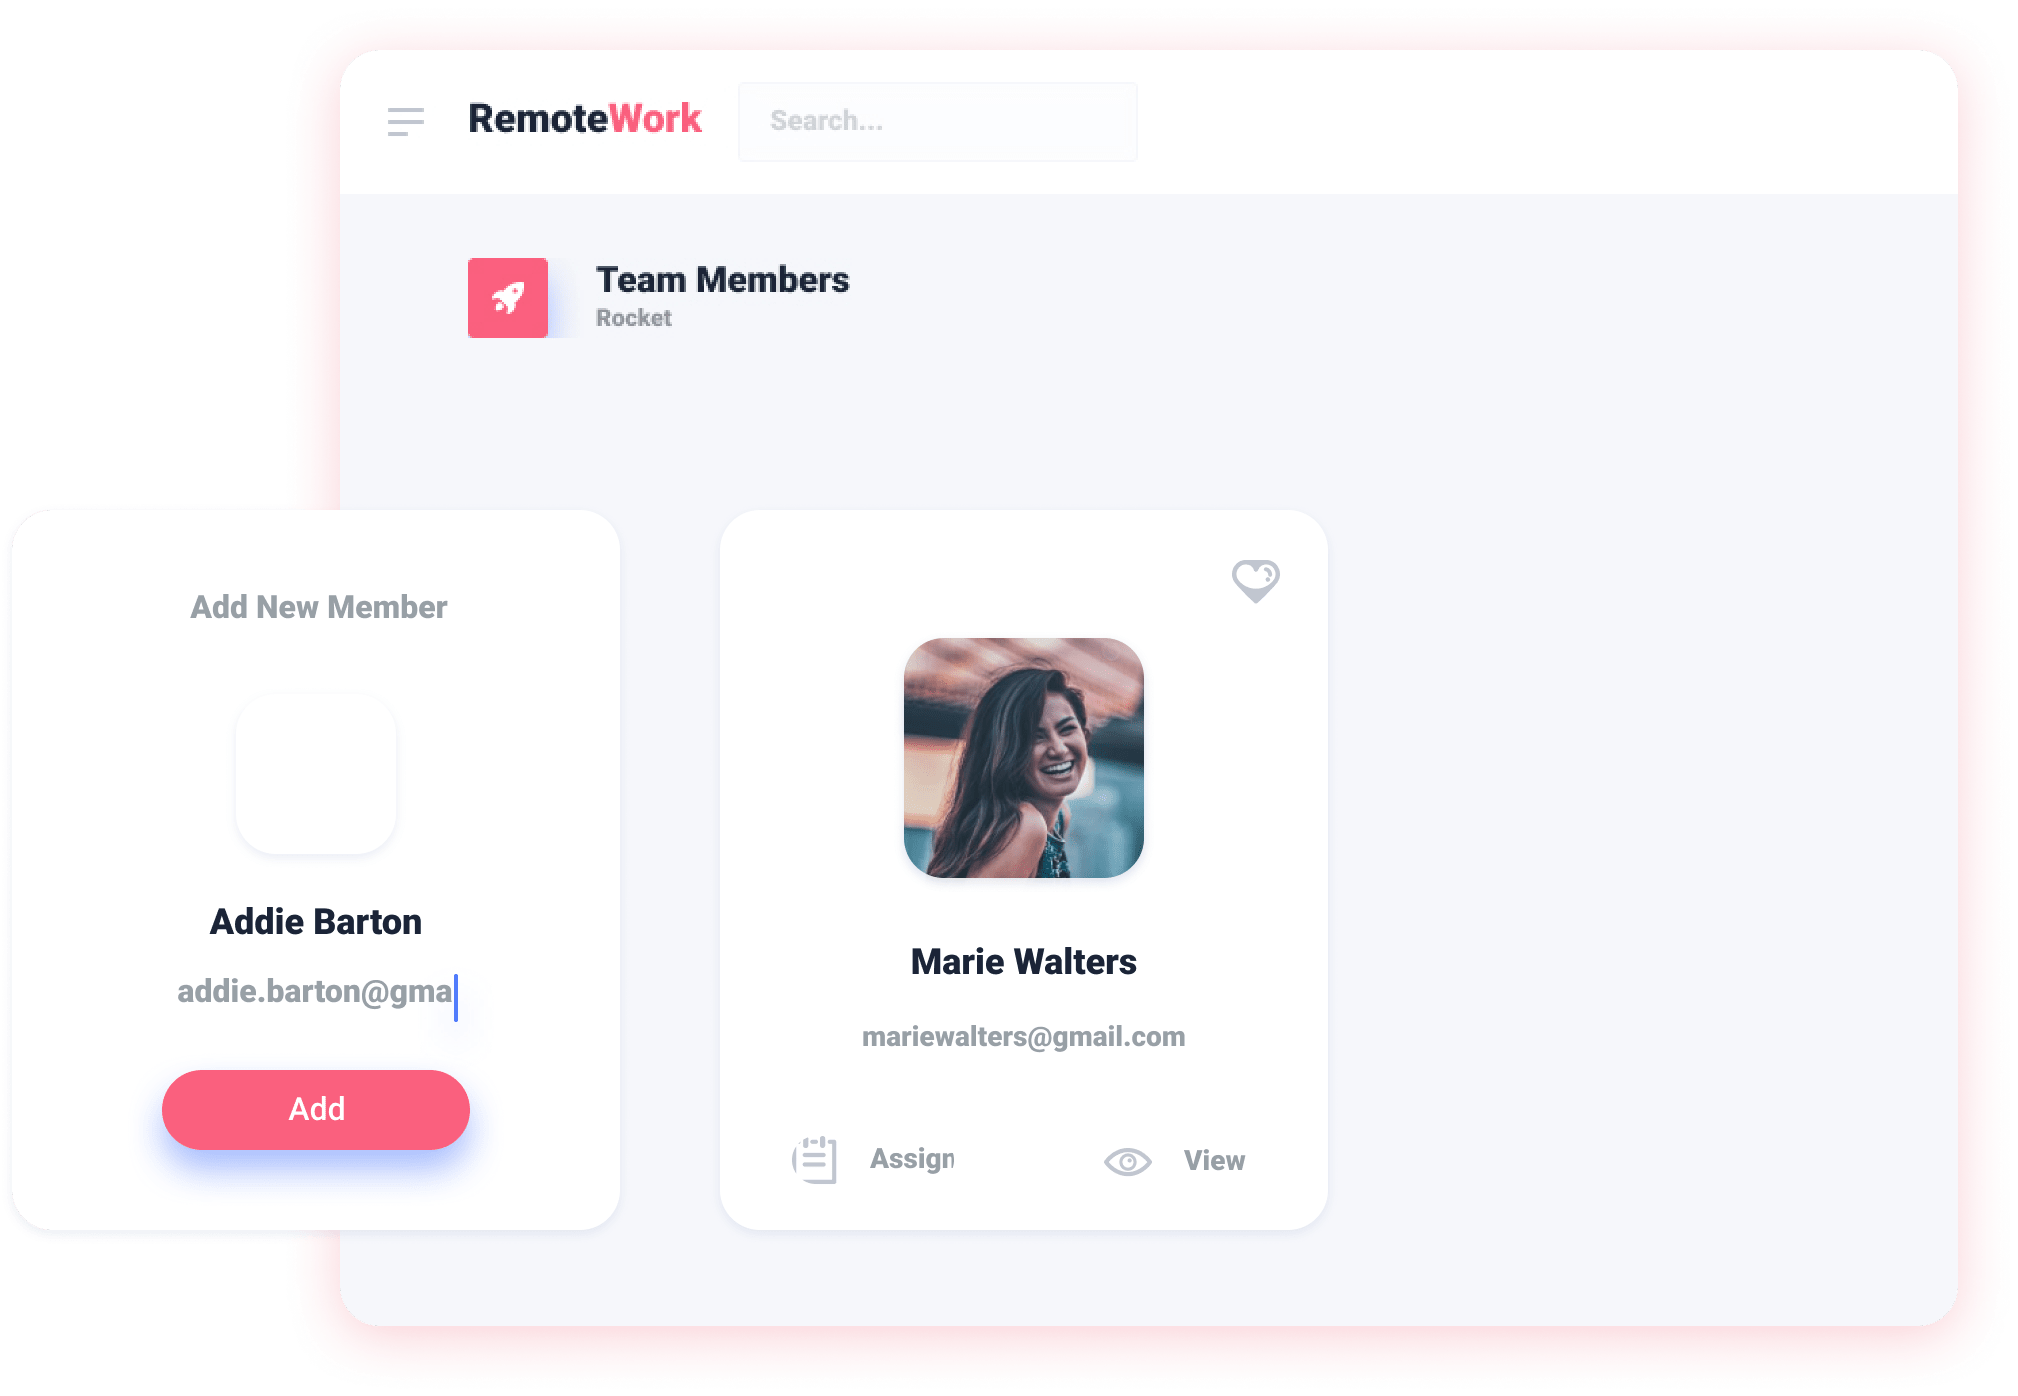 RemoteWork
Search...
Team Members
Rocket
Add New Member
Addie Barton
addie.barton@gma
Add
Marie Walters
mariewalters@gmail.com
Assign
View